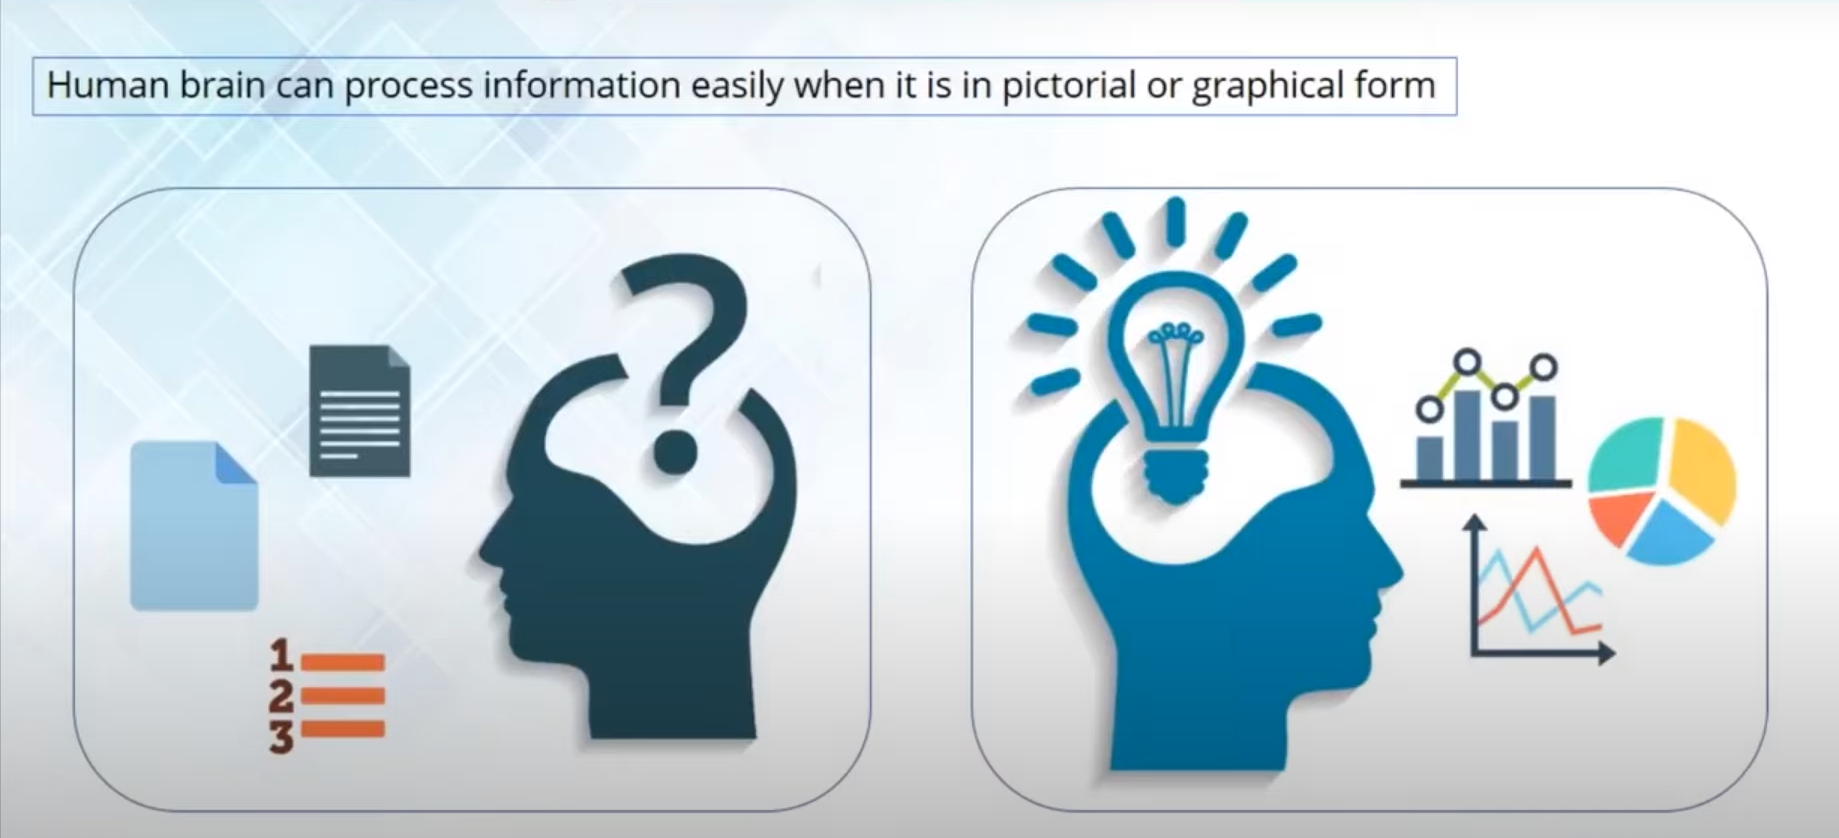 Human brain can process information easily when it is in pictorial or graphical form
?
1
2
3